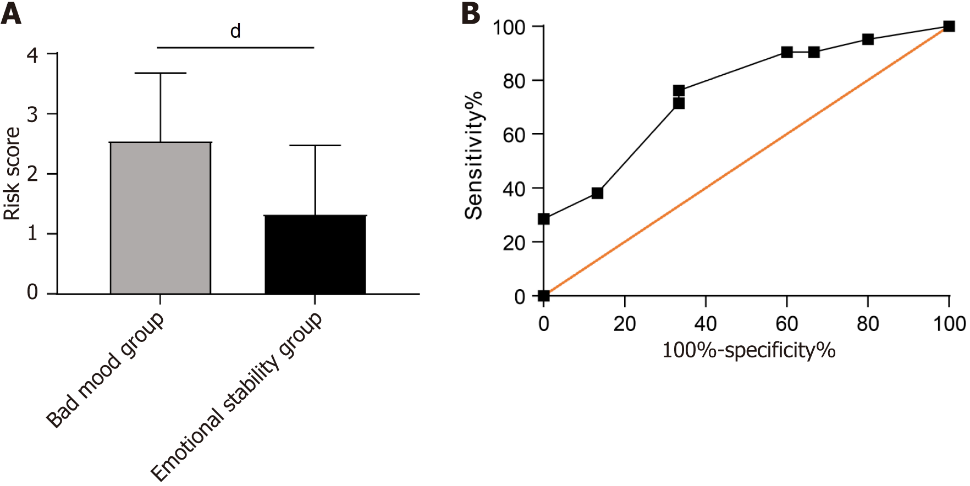 A
d
Risk score
4
3
2
1
0
Bad mood group
Emotional stability group
B
Sensitivity%
100
80
60
40
20
0
0 20 40 60 80 100
100%-specificity%